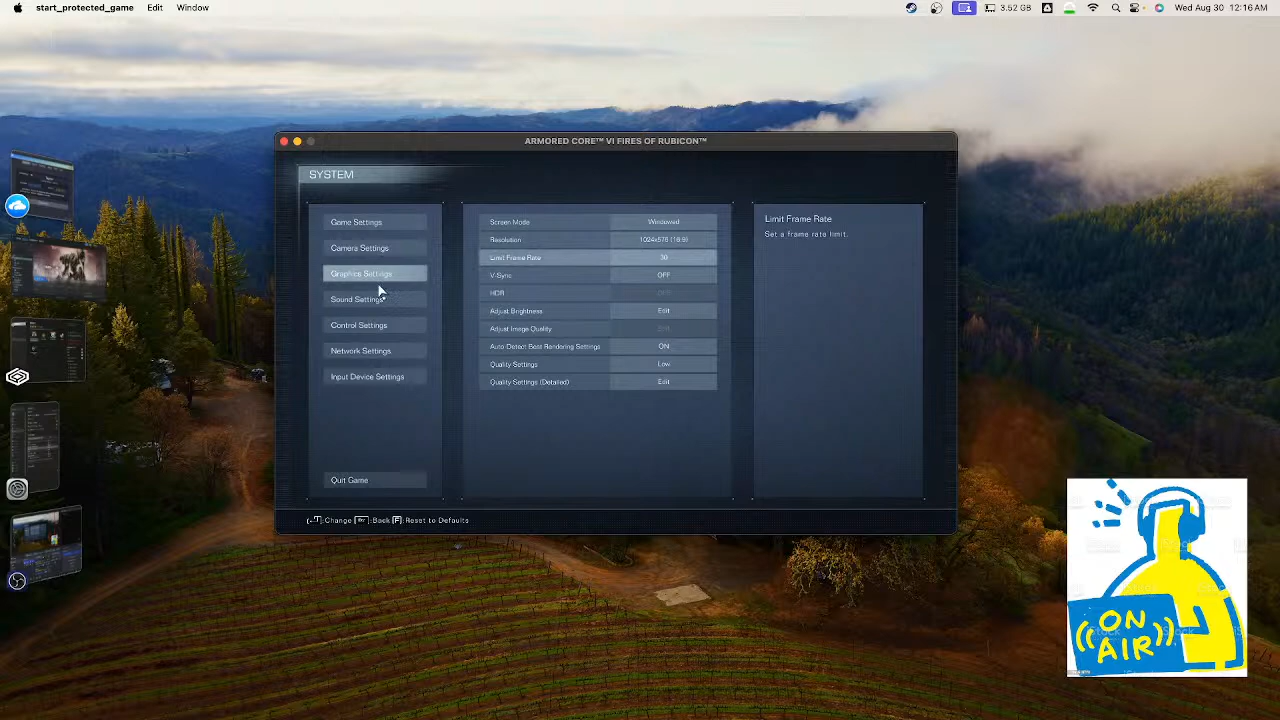 start_protected_game Edit Window
3.52 GB Wed Aug 30 12:16 AM
ARMORED CORE™ VI FIRES OF RUBICON™
SYSTEM
Game Settings
Camera Settings
Graphics Settings
Sound Settings
Control Settings
Network Settings
Input Device Settings
Quit Game
Screen Mode Windowed
Resolution 1024x576 (16:9)
Limit Frame Rate 30
V-Sync OFF
HDR OFF
Adjust Brightness Edit
Adjust Image Quality Edit
Auto Detect Best Rendering Settings ON
Quality Settings Low
Quality Settings (Detailed) Edit
Limit Frame Rate
Set a frame rate limit.
:Change Esc:Back F:Reset to Defaults
ON
AIR